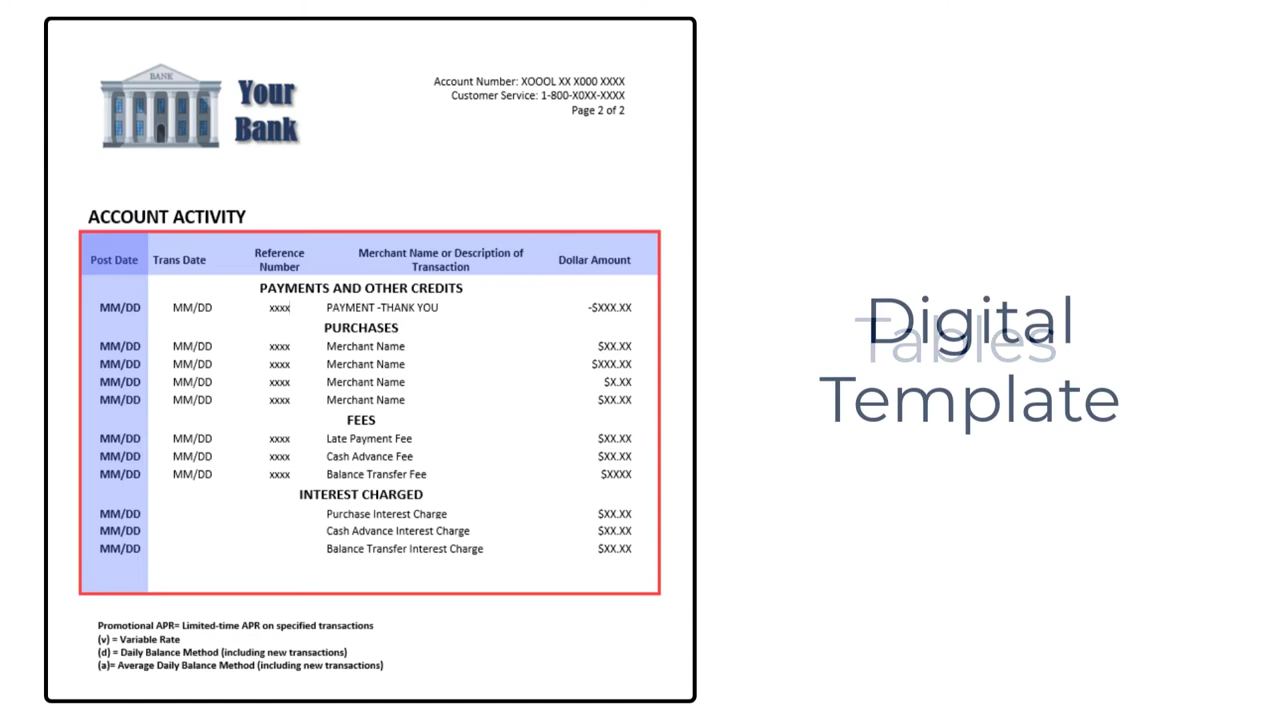 BANK
Your
Bank
Account Number: XOOOL XX X000 XXXX
Customer Service: 1-800-X0XX-XXXX
Page 2 of 2
ACCOUNT ACTIVITY
Post Date Trans Date Reference Number Merchant Name or Description of Transaction Dollar Amount
PAYMENTS AND OTHER CREDITS
MM/DD MM/DD xxxx PAYMENT -THANK YOU -$XXX.XX
PURCHASES
MM/DD MM/DD xxxx Merchant Name $XX.XX
MM/DD MM/DD xxxx Merchant Name $XXX.XX
MM/DD MM/DD xxxx Merchant Name $X.XX
MM/DD MM/DD xxxx Merchant Name $XX.XX
FEES
MM/DD MM/DD xxxx Late Payment Fee $XX.XX
MM/DD MM/DD xxxx Cash Advance Fee $XX.XX
MM/DD MM/DD xxxx Balance Transfer Fee $XXXX
INTEREST CHARGED
MM/DD Purchase Interest Charge $XX.XX
MM/DD Cash Advance Interest Charge $XX.XX
MM/DD Balance Transfer Interest Charge $XX.XX
Promotional APR= Limited-time APR on specified transactions
(v) = Variable Rate
(d) = Daily Balance Method (including new transactions)
(a)= Average Daily Balance Method (including new transactions)
Digital
Tables
Template